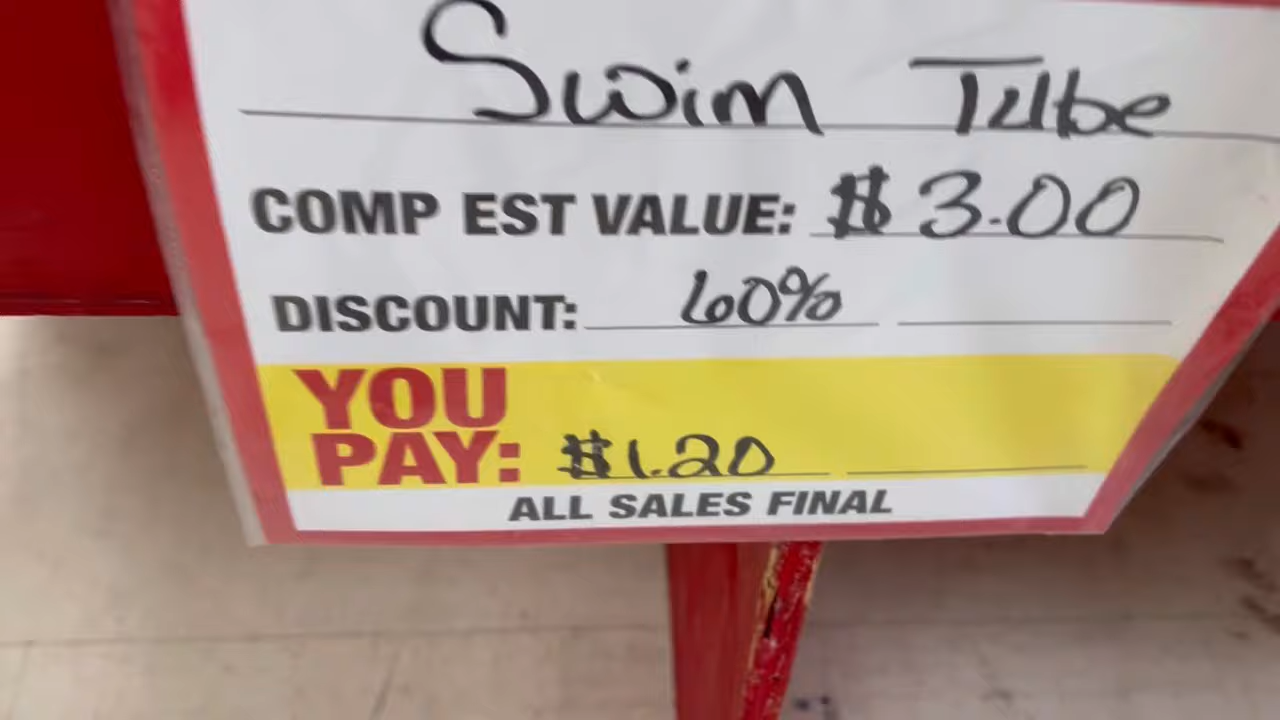 Swim Tube
COMP EST VALUE: $3.00
DISCOUNT: 60%
YOU
PAY: $1.20
ALL SALES FINAL